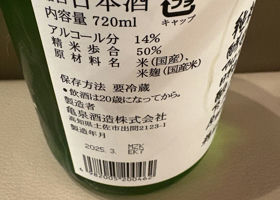 日本酒
キャップ
内容量 720ml
アルコール分 14%
精米歩合 50%
原材料名 米(国産)、
米麹(国産米)
保存方法 要冷蔵
●飲酒は20歳になってから。
製造者
亀泉酒造株式会社
高知県土佐市出間2123-1
製造年月
2025.3.